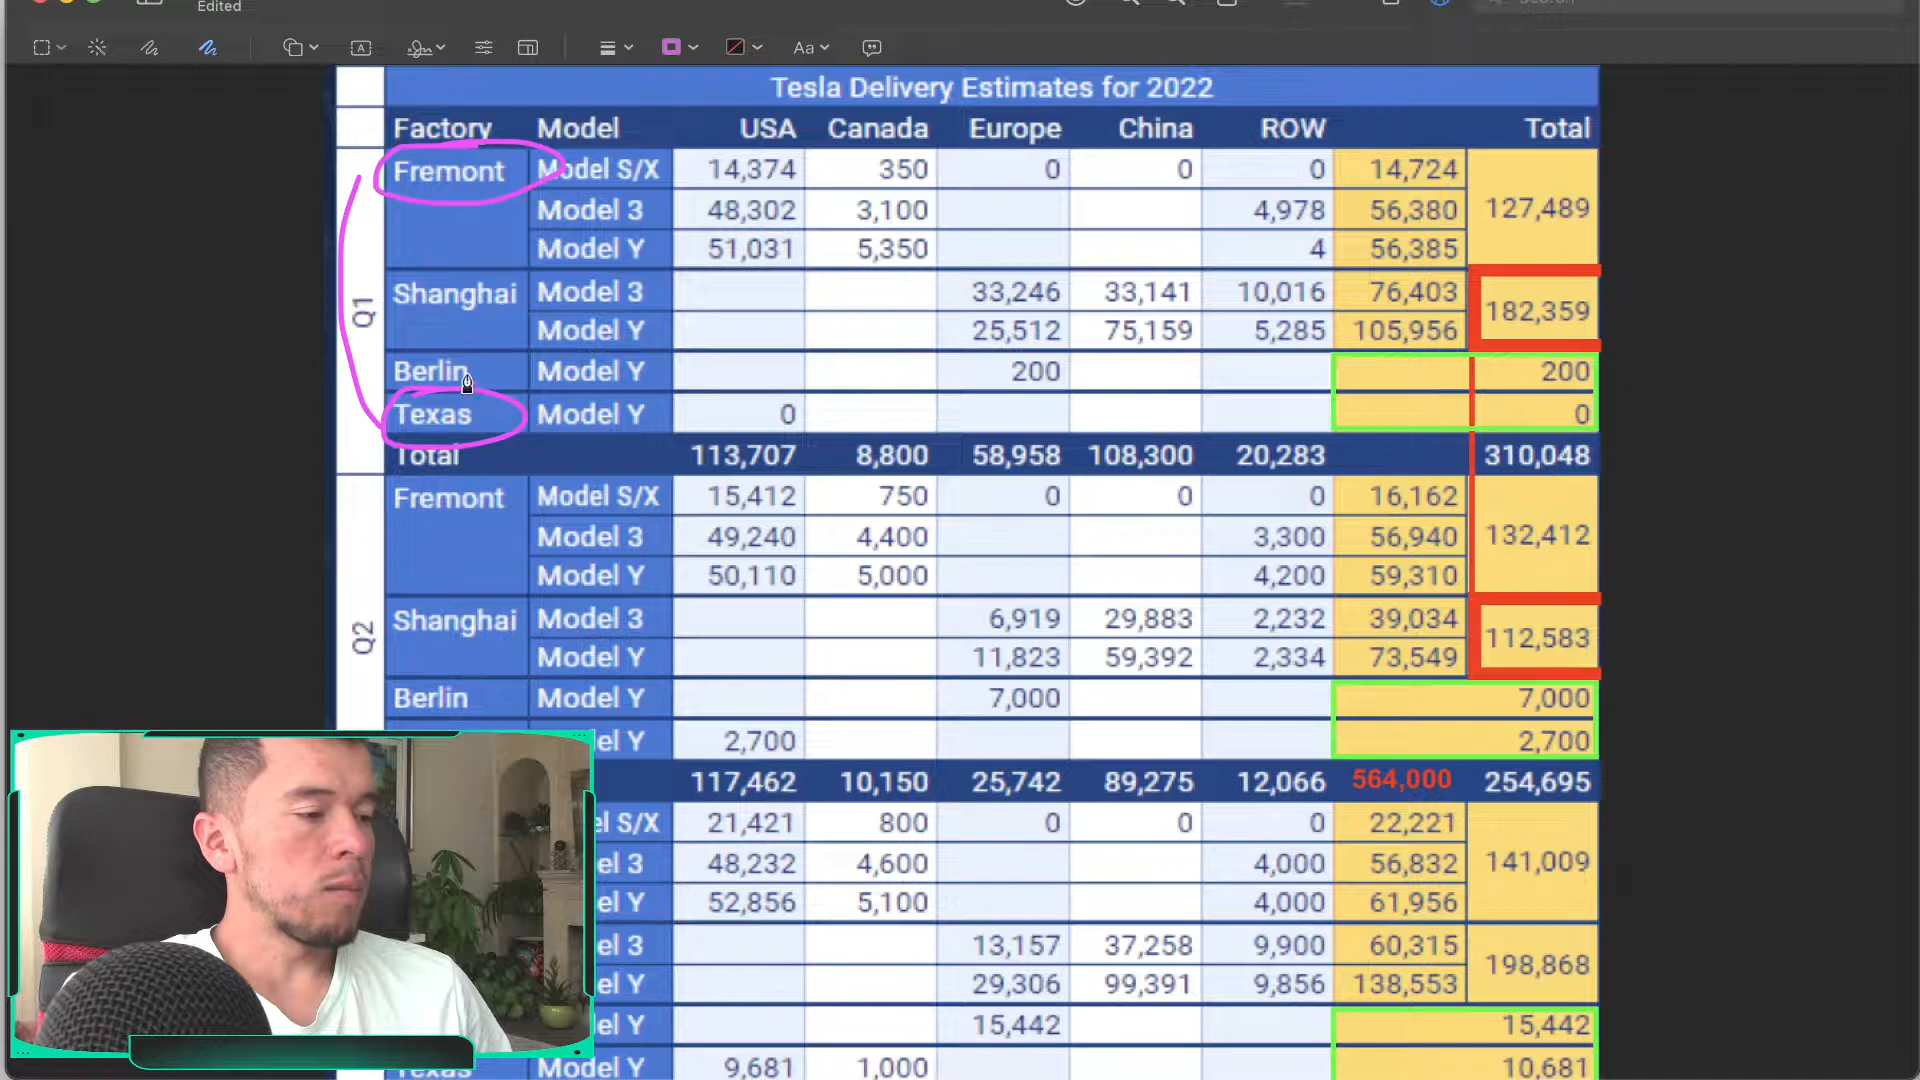 Edited
Tesla Delivery Estimates for 2022
Factory Model USA Canada Europe China ROW Total
Q1
Fremont Model S/X 14,374 350 0 0 0 14,724 127,489
Model 3 48,302 3,100 4,978 56,380
Model Y 51,031 5,350 4 56,385
Shanghai Model 3 33,246 33,141 10,016 76,403 182,359
Model Y 25,512 75,159 5,285 105,956
Berlin Model Y 200 200
Texas Model Y 0 0
Total 113,707 8,800 58,958 108,300 20,283 310,048
Q2
Fremont Model S/X 15,412 750 0 0 0 16,162 132,412
Model 3 49,240 4,400 3,300 56,940
Model Y 50,110 5,000 4,200 59,310
Shanghai Model 3 6,919 29,883 2,232 39,034 112,583
Model Y 11,823 59,392 2,334 73,549
Berlin Model Y 7,000 7,000
el Y 2,700 2,700
117,462 10,150 25,742 89,275 12,066 564,000 254,695
el S/X 21,421 800 0 0 0 22,221 141,009
el 3 48,232 4,600 4,000 56,832
el Y 52,856 5,100 4,000 61,956
el 3 13,157 37,258 9,900 60,315 198,868
el Y 29,306 99,391 9,856 138,553
el Y 15,442 15,442
Texas Model Y 9,681 1,000 10,681